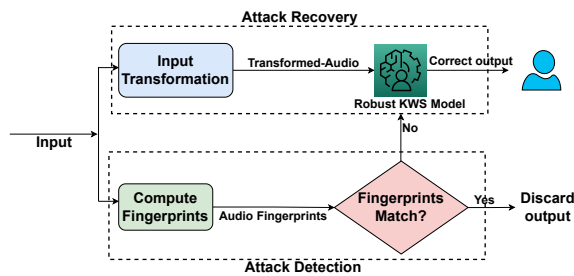 Attack Recovery
Input
Transformation
Transformed-Audio
Correct output
Robust KWS Model
Input
No
Compute
Fingerprints
Audio Fingerprints
Fingerprints
Match?
Yes
Discard
output
Attack Detection